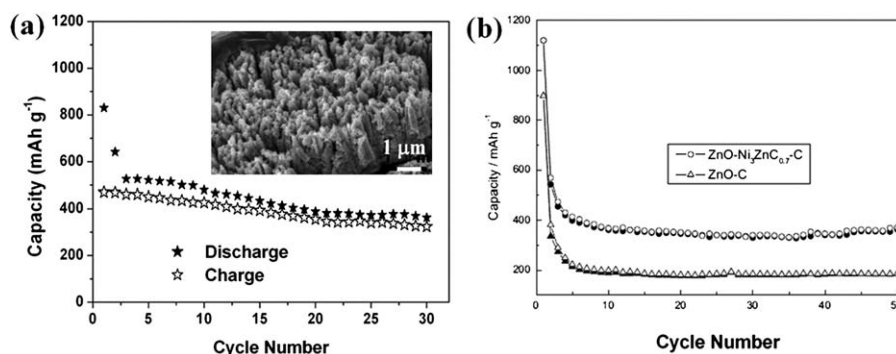 (a)
1200
1000
800
600
400
200
0
Capacity (mAh g⁻¹)
1 μm
Discharge
Charge
0 5 10 15 20 25 30
Cycle Number
(b)
1200
1000
800
600
400
200
Capacity / mAh g⁻¹
ZnO-Ni₃ZnC₀.₇-C
ZnO-C
0 10 20 30 40 50
Cycle Number